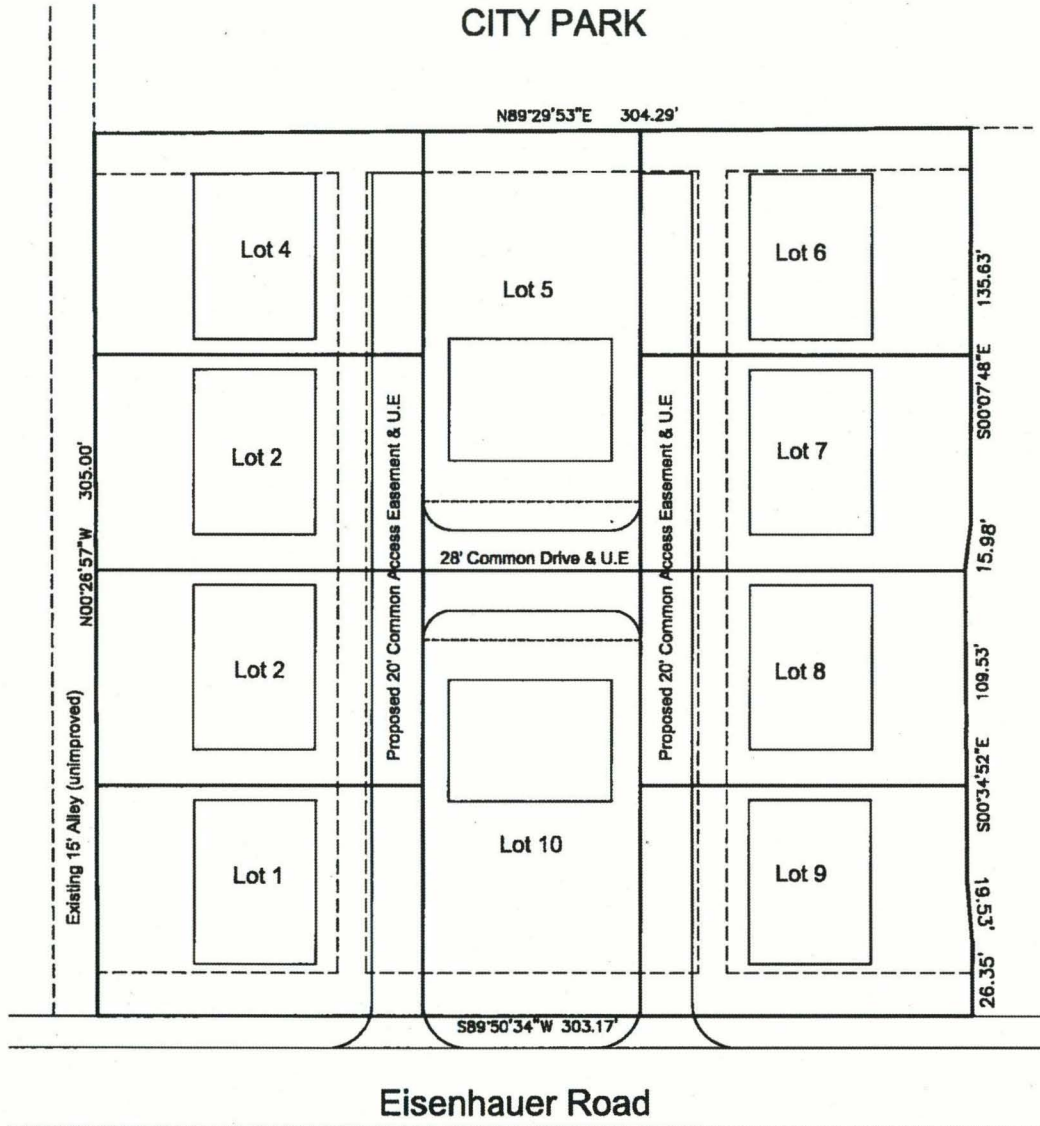 CITY PARK
N89°29'53"E 304.29'
Lot 4
Lot 5
Lot 6
135.63'
S00°07'48"E
Lot 2
Lot 7
N00°26'57"W 305.00'
Proposed 20' Common Access Easement & U.E
Proposed 20' Common Access Easement & U.E
28' Common Drive & U.E
15.98'
Lot 2
Lot 8
109.53'
S00°34'52"E
Existing 15' Alley (unimproved)
Lot 1
Lot 10
Lot 9
19.53'
26.35'
S89°50'34"W 303.17'
Eisenhauer Road